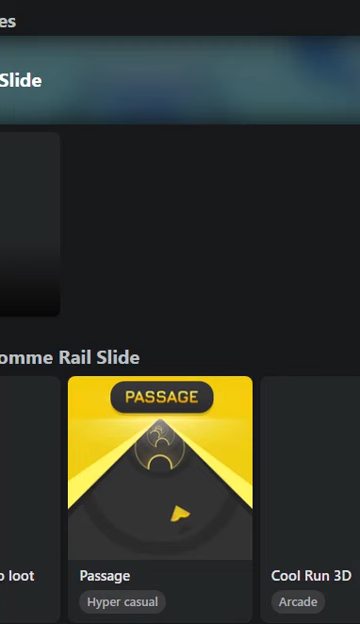 es
Slide
omme Rail Slide
PASSAGE
o loot
Passage
Cool Run 3D
Hyper casual
Arcade